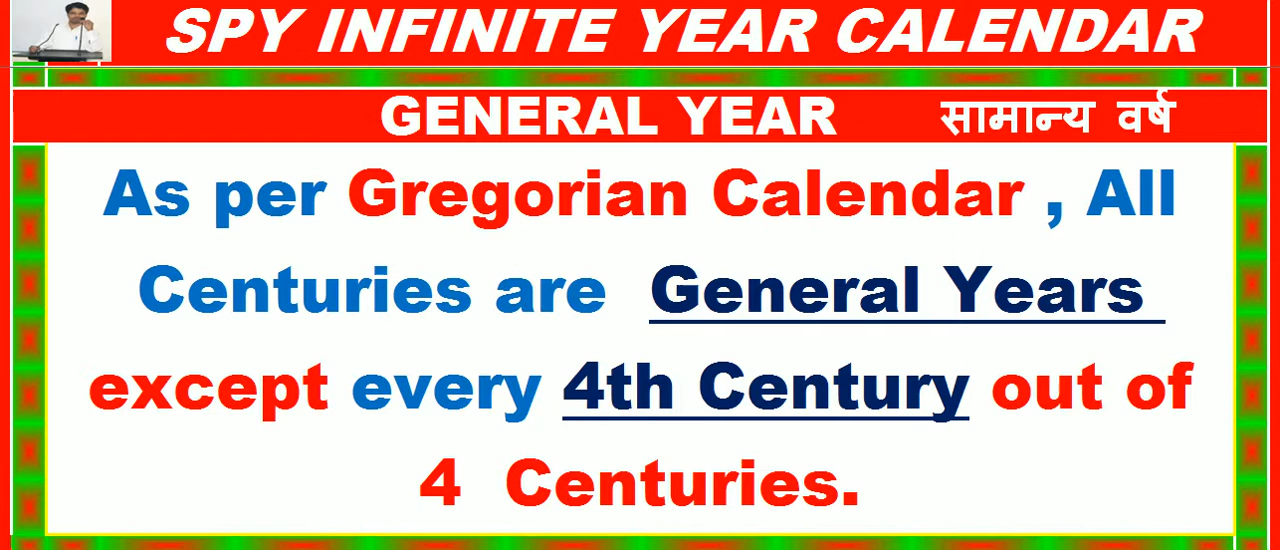 SPY INFINITE YEAR CALENDAR
GENERAL YEAR सामान्य वर्ष
As per Gregorian Calendar , All
Centuries are General Years
except every 4th Century out of
4 Centuries.